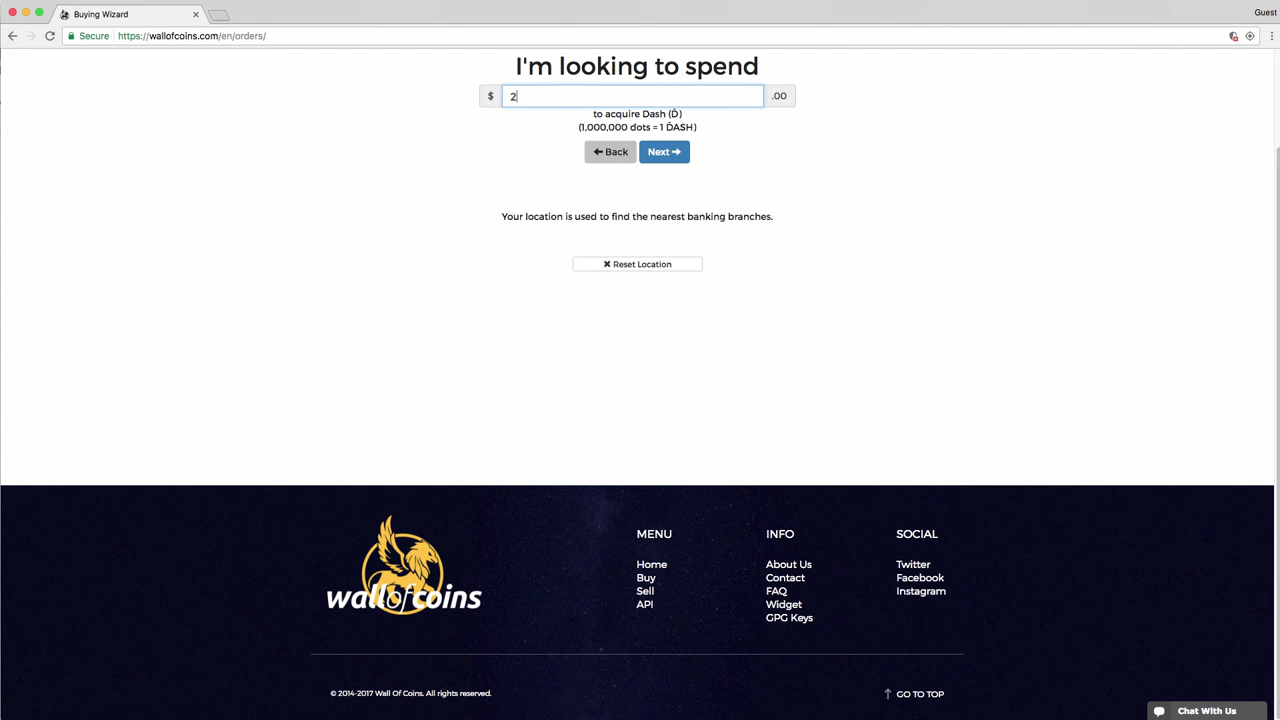 Buying Wizard
Guest
Secure https://wallofcoins.com/en/orders/
I'm looking to spend
$ 2 .00
to acquire Dash (Ď)
(1,000,000 dots = 1 ĎASH)
Back Next
Your location is used to find the nearest banking branches.
Reset Location
wallofcoins
MENU
Home
Buy
Sell
API
INFO
About Us
Contact
FAQ
Widget
GPG Keys
SOCIAL
Twitter
Facebook
Instagram
© 2014-2017 Wall Of Coins. All rights reserved.
GO TO TOP
Chat With Us